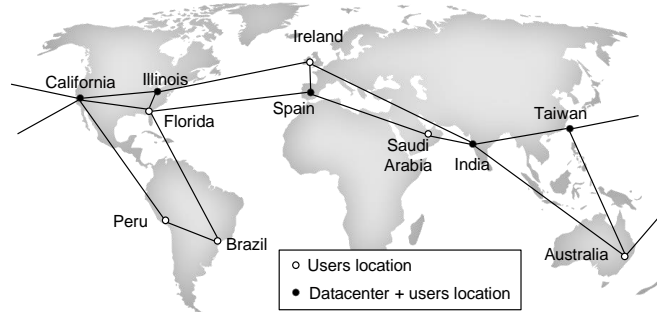 Ireland
California
Illinois
Florida
Spain
Taiwan
Saudi
Arabia
India
Peru
Brazil
Australia
Users location
Datacenter + users location